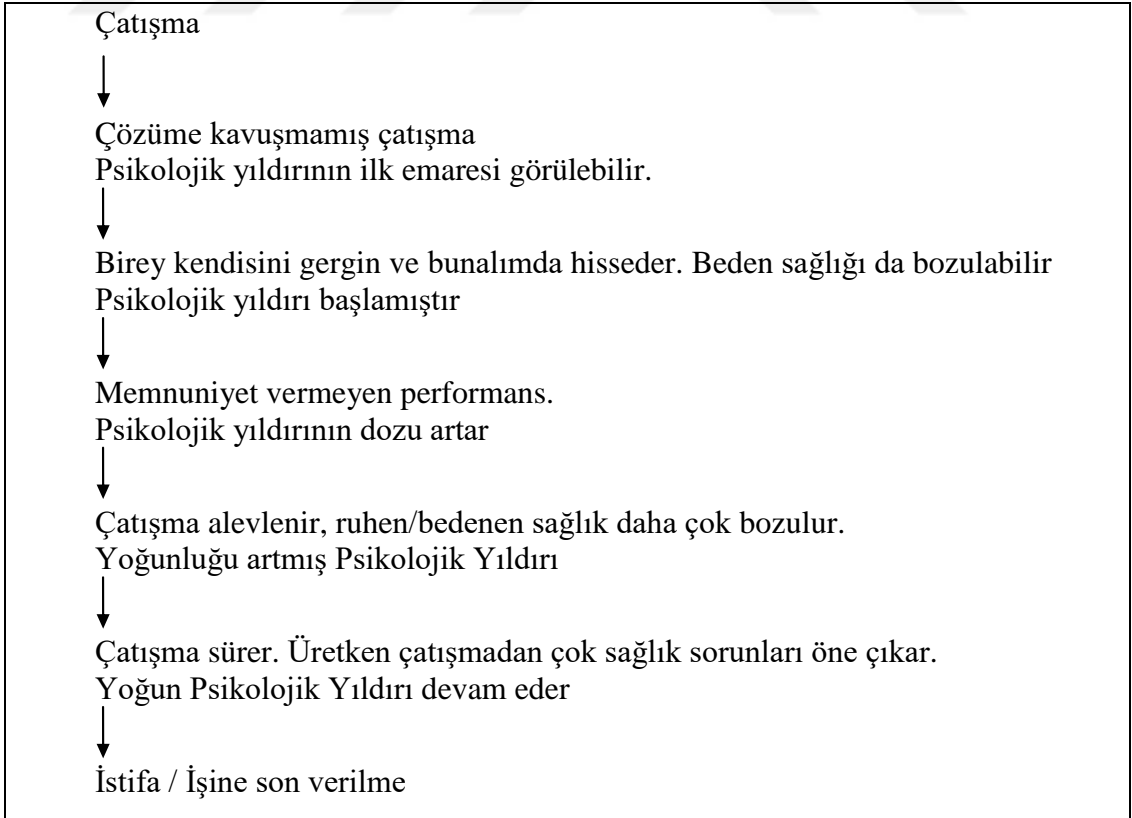 Çatışma
Çözüme kavuşmamış çatışma
Psikolojik yıldırının ilk emaresi görülebilir.
Birey kendisini gergin ve bunalımda hisseder. Beden sağlığı da bozulabilir
Psikolojik yıldırı başlamıştır
Memnuniyet vermeyen performans.
Psikolojik yıldırının dozu artar
Çatışma alevlenir, ruhen/bedenen sağlık daha çok bozulur.
Yoğunluğu artmış Psikolojik Yıldırı
Çatışma sürer. Üretken çatışmadan çok sağlık sorunları öne çıkar.
Yoğun Psikolojik Yıldırı devam eder
İstifa / İşine son verilme